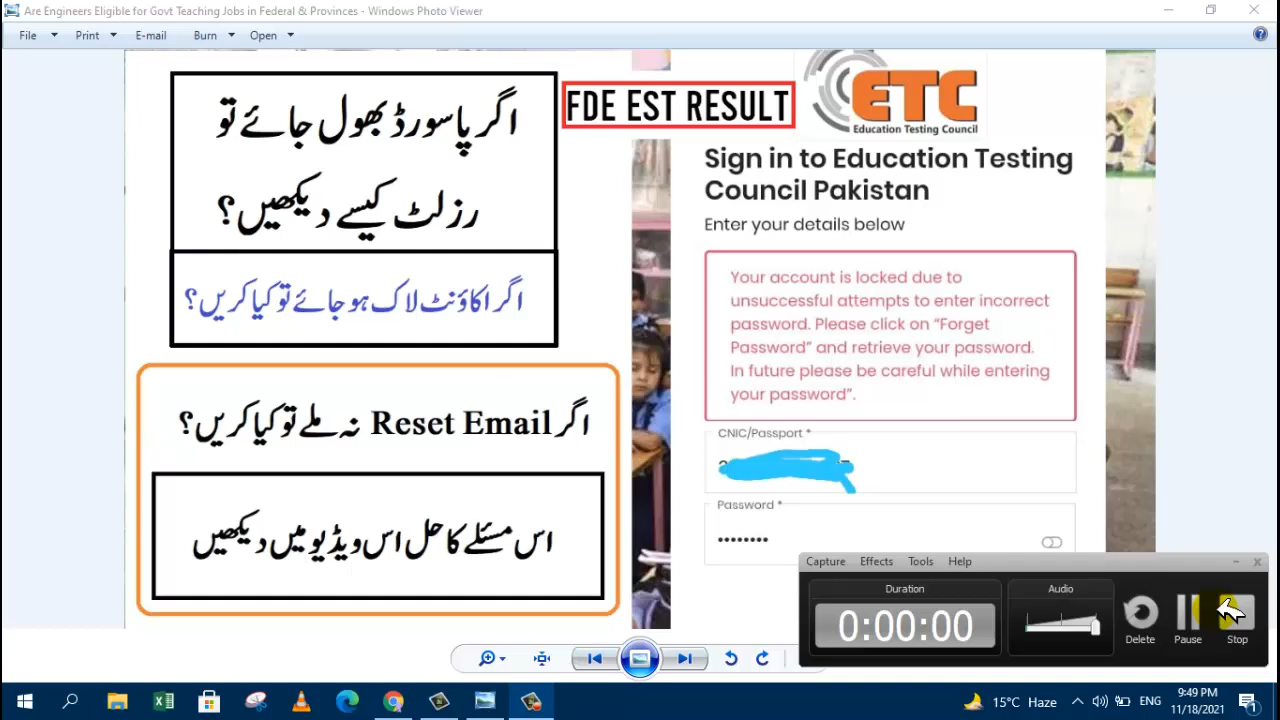 Are Engineers Eligible for Govt Teaching Jobs in Federal & Provinces - Windows Photo Viewer
File Print E-mail Burn Open
اگر پاسورڈ بھول جائے تو
رزلٹ کیسے دیکھیں؟
اگر اکاؤنٹ لاک ہو جائے تو کیا کریں؟
اگر Reset Email نہ ملے تو کیا کریں؟
اس مسئلے کا حل اس ویڈیو میں دیکھیں
FDE EST RESULT
ETC
Education Testing Council
Sign in to Education Testing
Council Pakistan
Enter your details below
Your account is locked due to
unsuccessful attempts to enter incorrect
password. Please click on “Forget
Password” and retrieve your password.
In future please be careful while entering
your password”.
CNIC/Passport *
Password *
••••••••
Capture Effects Tools Help
Duration
0:00:00
Audio
Delete
Pause
Stop
15°C Haze
ENG
9:49 PM
11/18/2021
1